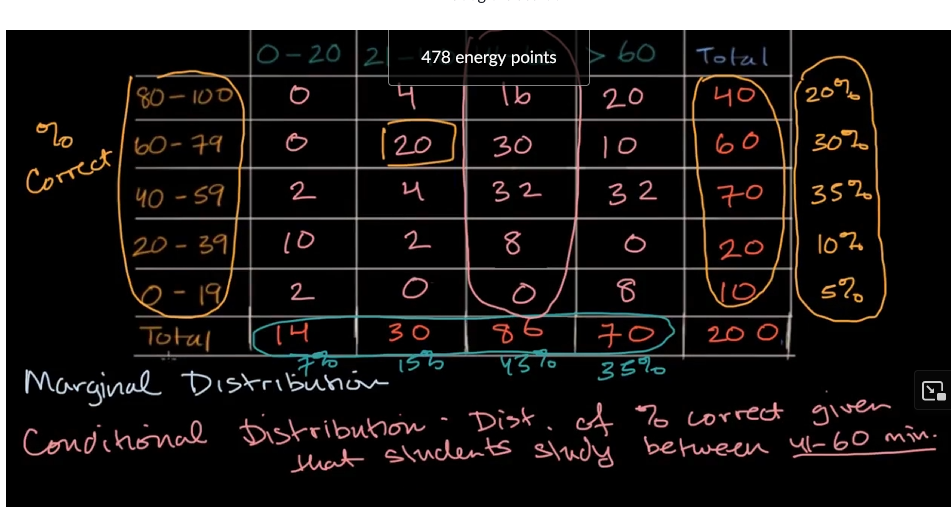 478 energy points
0-20 21 > 60 Total
80-100 0 4 16 20 40 20%
60-79 0 20 30 10 60 30%
% Correct
40-59 2 4 32 32 70 35%
20-39 10 2 8 0 20 10%
0-19 2 0 0 8 10 5%
Total 14 30 86 70 200
7% 15% 43% 35%
Marginal Distribution
Conditional Distribution - Dist. of % correct given
that students study between 41-60 min.